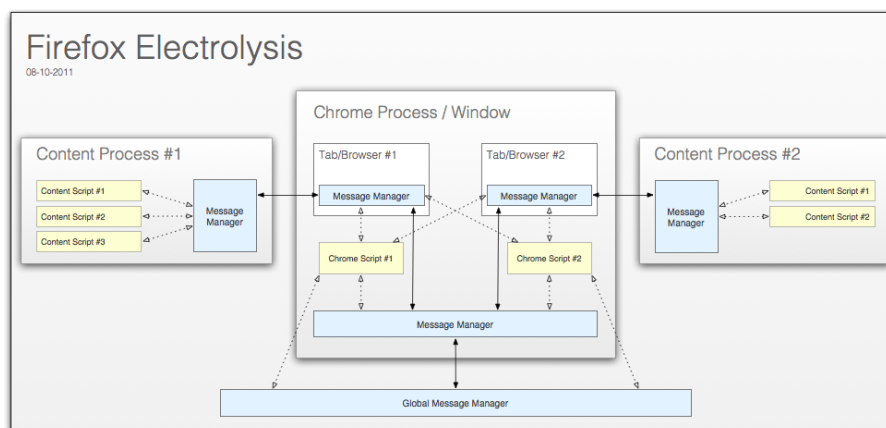 Firefox Electrolysis
08-10-2011
Chrome Process / Window
Content Process #1
Tab/Browser #1
Tab/Browser #2
Content Process #2
Content Script #1
Content Script #2
Content Script #3
Message
Manager
Message Manager
Message Manager
Message
Manager
Content Script #1
Content Script #2
Chrome Script #1
Chrome Script #2
Message Manager
Global Message Manager